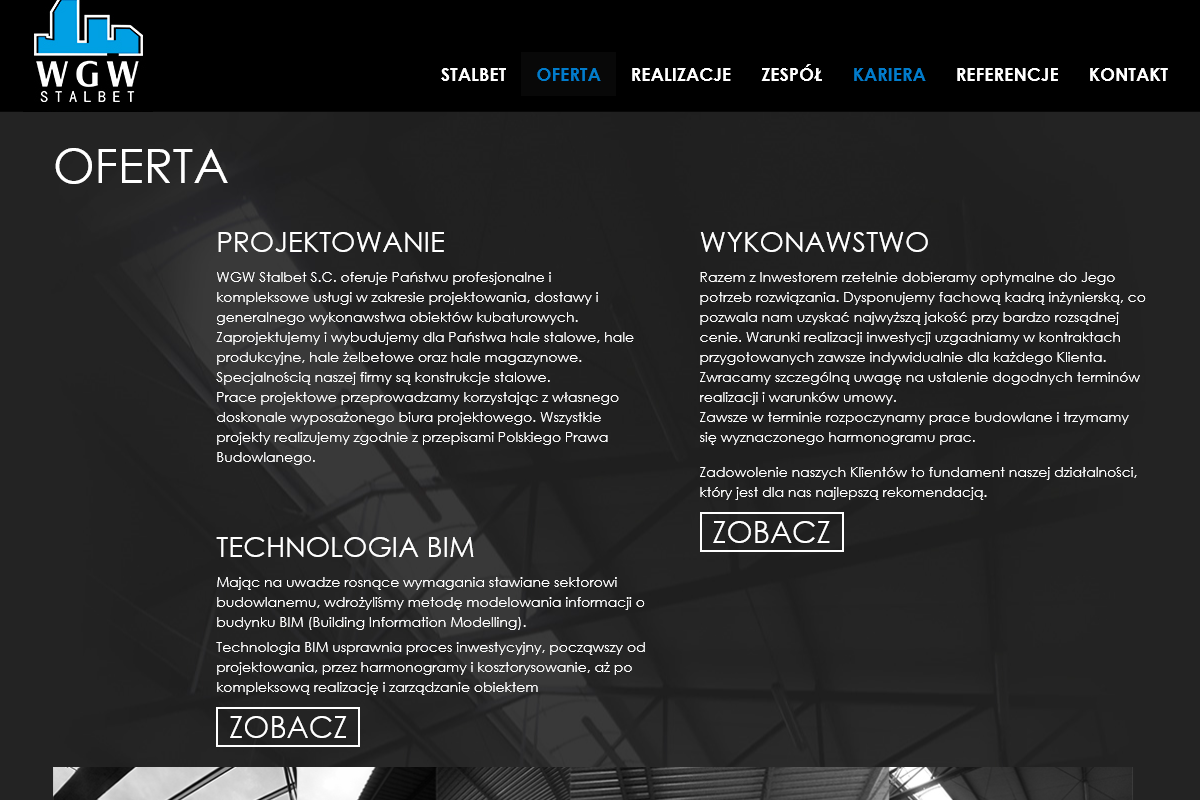 WGW
STALBET
STALBET OFERTA REALIZACJE ZESPÓŁ KARIERA REFERENCJE KONTAKT
OFERTA
PROJEKTOWANIE
WGW Stalbet S.C. oferuje Państwu profesjonalne i
kompleksowe usługi w zakresie projektowania, dostawy i
generalnego wykonawstwa obiektów kubaturowych.
Zaprojektujemy i wybudujemy dla Państwa hale stalowe, hale
produkcyjne, hale żelbetowe oraz hale magazynowe.
Specjalnością naszej firmy są konstrukcje stalowe.
Prace projektowe przeprowadzamy korzystając z własnego
doskonale wyposażonego biura projektowego. Wszystkie
projekty realizujemy zgodnie z przepisami Polskiego Prawa
Budowlanego.
WYKONAWSTWO
Razem z Inwestorem rzetelnie dobieramy optymalne do Jego
potrzeb rozwiązania. Dysponujemy fachową kadrą inżynierską, co
pozwala nam uzyskać najwyższą jakość przy bardzo rozsądnej
cenie. Warunki realizacji inwestycji uzgadniamy w kontraktach
przygotowanych zawsze indywidualnie dla każdego Klienta.
Zwracamy szczególną uwagę na ustalenie dogodnych terminów
realizacji i warunków umowy.
Zawsze w terminie rozpoczynamy prace budowlane i trzymamy
się wyznaczonego harmonogramu prac.
Zadowolenie naszych Klientów to fundament naszej działalności,
który jest dla nas najlepszą rekomendacją.
ZOBACZ
TECHNOLOGIA BIM
Mając na uwadze rosnące wymagania stawiane sektorowi
budowlanemu, wdrożyliśmy metodę modelowania informacji o
budynku BIM (Building Information Modelling).
Technologia BIM usprawnia proces inwestycyjny, począwszy od
projektowania, przez harmonogramy i kosztorysowanie, aż po
kompleksową realizację i zarządzanie obiektem
ZOBACZ